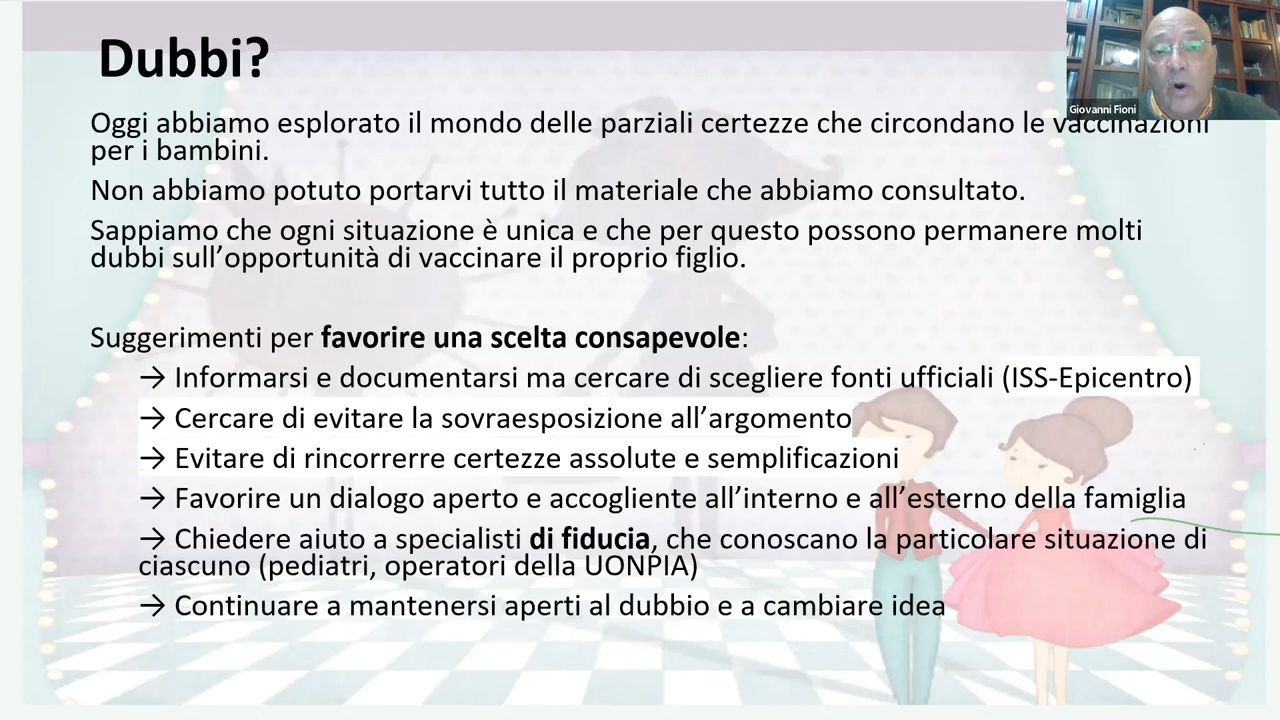 Dubbi?
Giovanni Fioni
Oggi abbiamo esplorato il mondo delle parziali certezze che circondano le vaccinazioni
per i bambini.
Non abbiamo potuto portarvi tutto il materiale che abbiamo consultato.
Sappiamo che ogni situazione è unica e che per questo possono permanere molti
dubbi sull’opportunità di vaccinare il proprio figlio.
Suggerimenti per favorire una scelta consapevole:
→ Informarsi e documentarsi ma cercare di scegliere fonti ufficiali (ISS-Epicentro)
→ Cercare di evitare la sovraesposizione all’argomento
→ Evitare di rincorrerre certezze assolute e semplificazioni
→ Favorire un dialogo aperto e accogliente all’interno e all’esterno della famiglia
→ Chiedere aiuto a specialisti di fiducia, che conoscano la particolare situazione di
ciascuno (pediatri, operatori della UONPIA)
→ Continuare a mantenersi aperti al dubbio e a cambiare idea